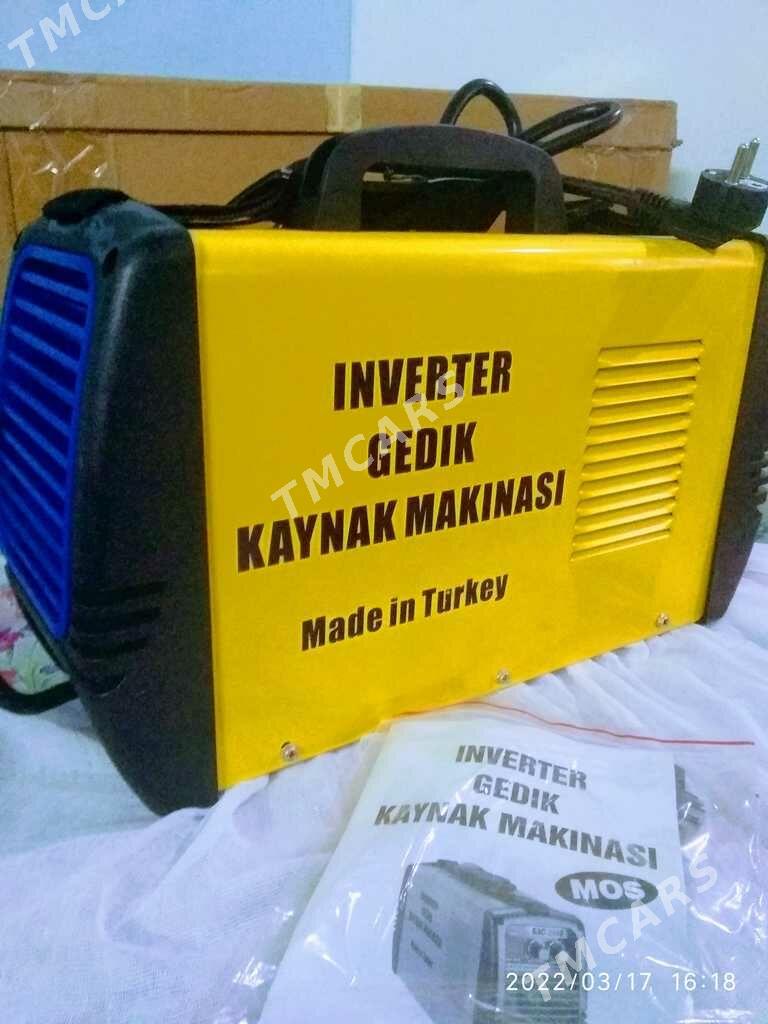 TMCARS
INVERTER
GEDIK
KAYNAK MAKINASI
Made in Turkey
TMCARS
INVERTER
GEDIK
KAYNAK MAKINASI
MOS
TMCARS
2022/03/17 16:18